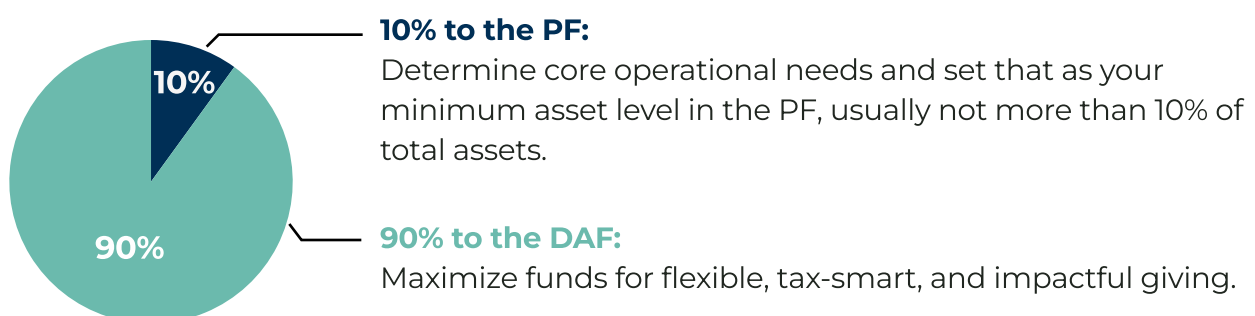 10%
90%
10% to the PF:
Determine core operational needs and set that as your
minimum asset level in the PF, usually not more than 10% of
total assets.
90% to the DAF:
Maximize funds for flexible, tax-smart, and impactful giving.